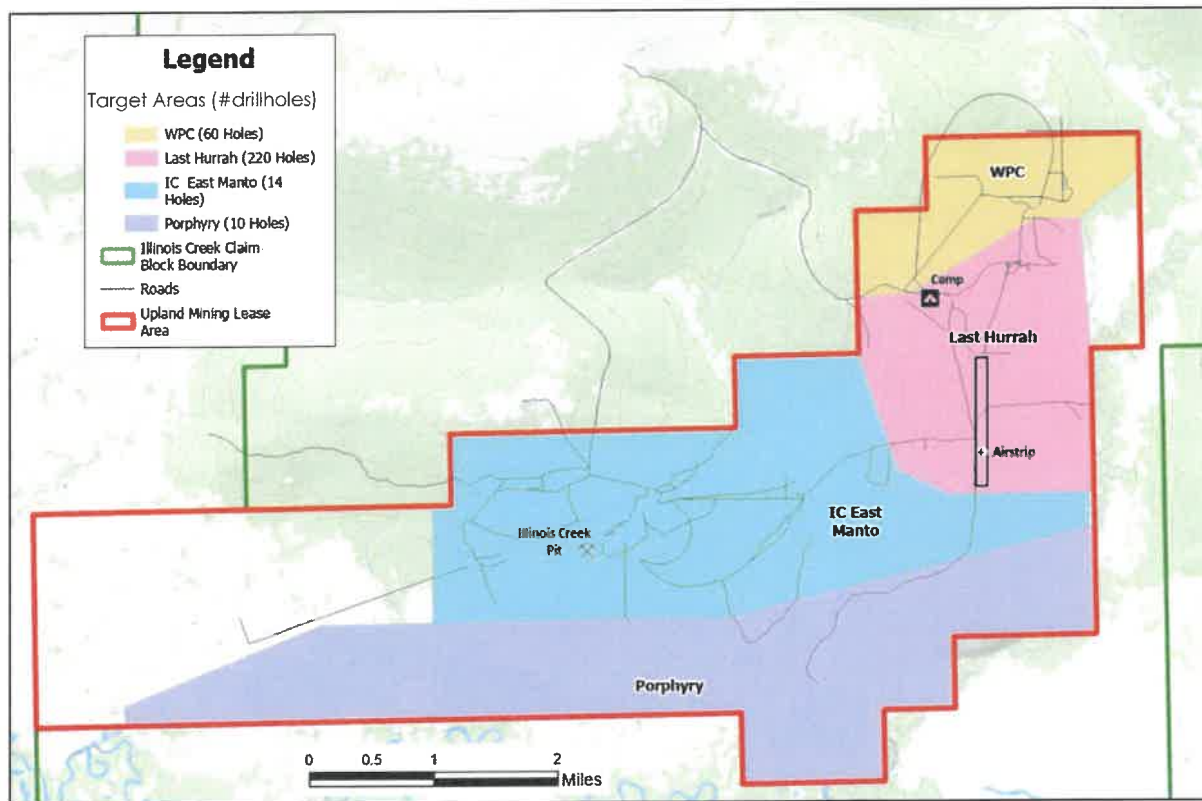 Legend
Target Areas (#drillholes)
WPC (60 Holes)
Last Hurrah (220 Holes)
IC East Manto (14
Holes)
Porphyry (10 Holes)
Illinois Creek Claim
Block Boundary
Roads
Upland Mining Lease
Area
WPC
Camp
Last Hurrah
Airstrip
IC East
Manto
Illinois Creek
Pit
Porphyry
0 0.5 1 2
Miles